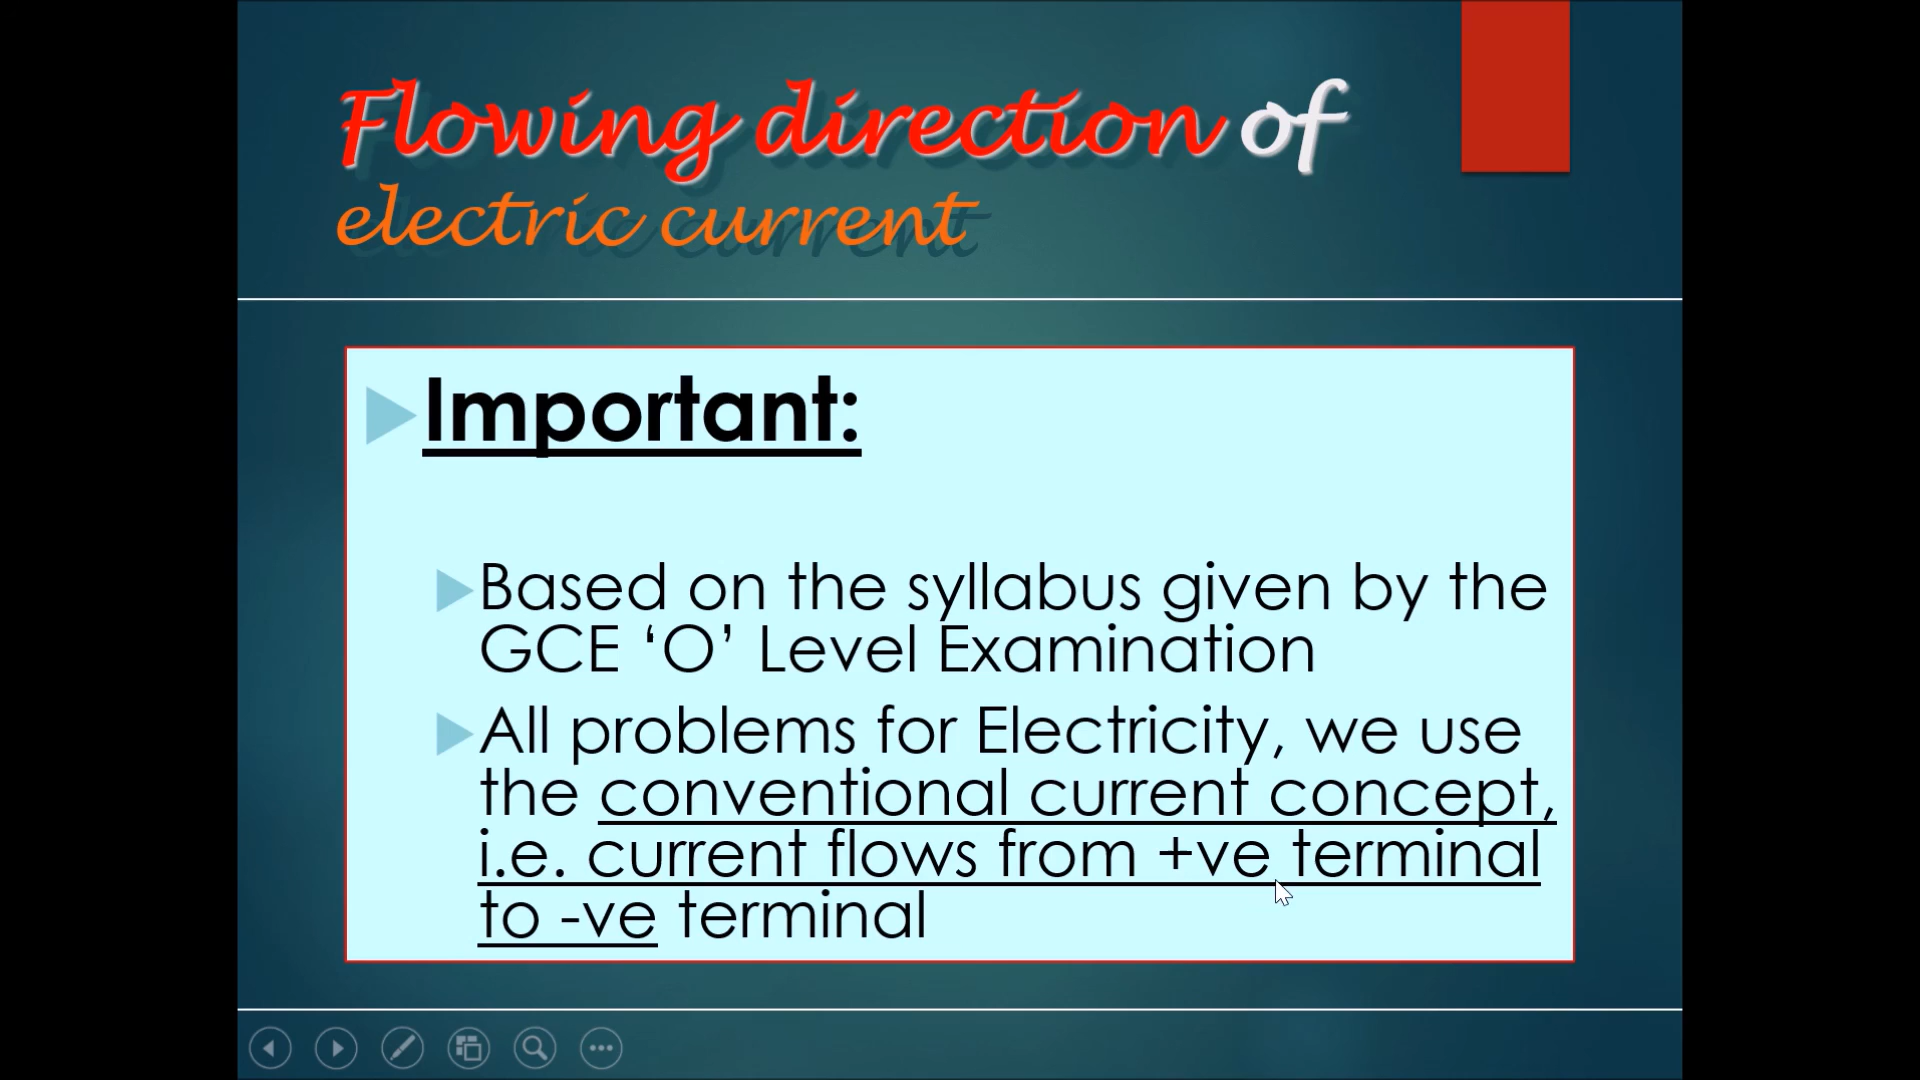 Flowing direction of
electric current
Important:
Based on the syllabus given by the
GCE ‘O’ Level Examination
All problems for Electricity, we use
the conventional current concept,
i.e. current flows from +ve terminal
to -ve terminal